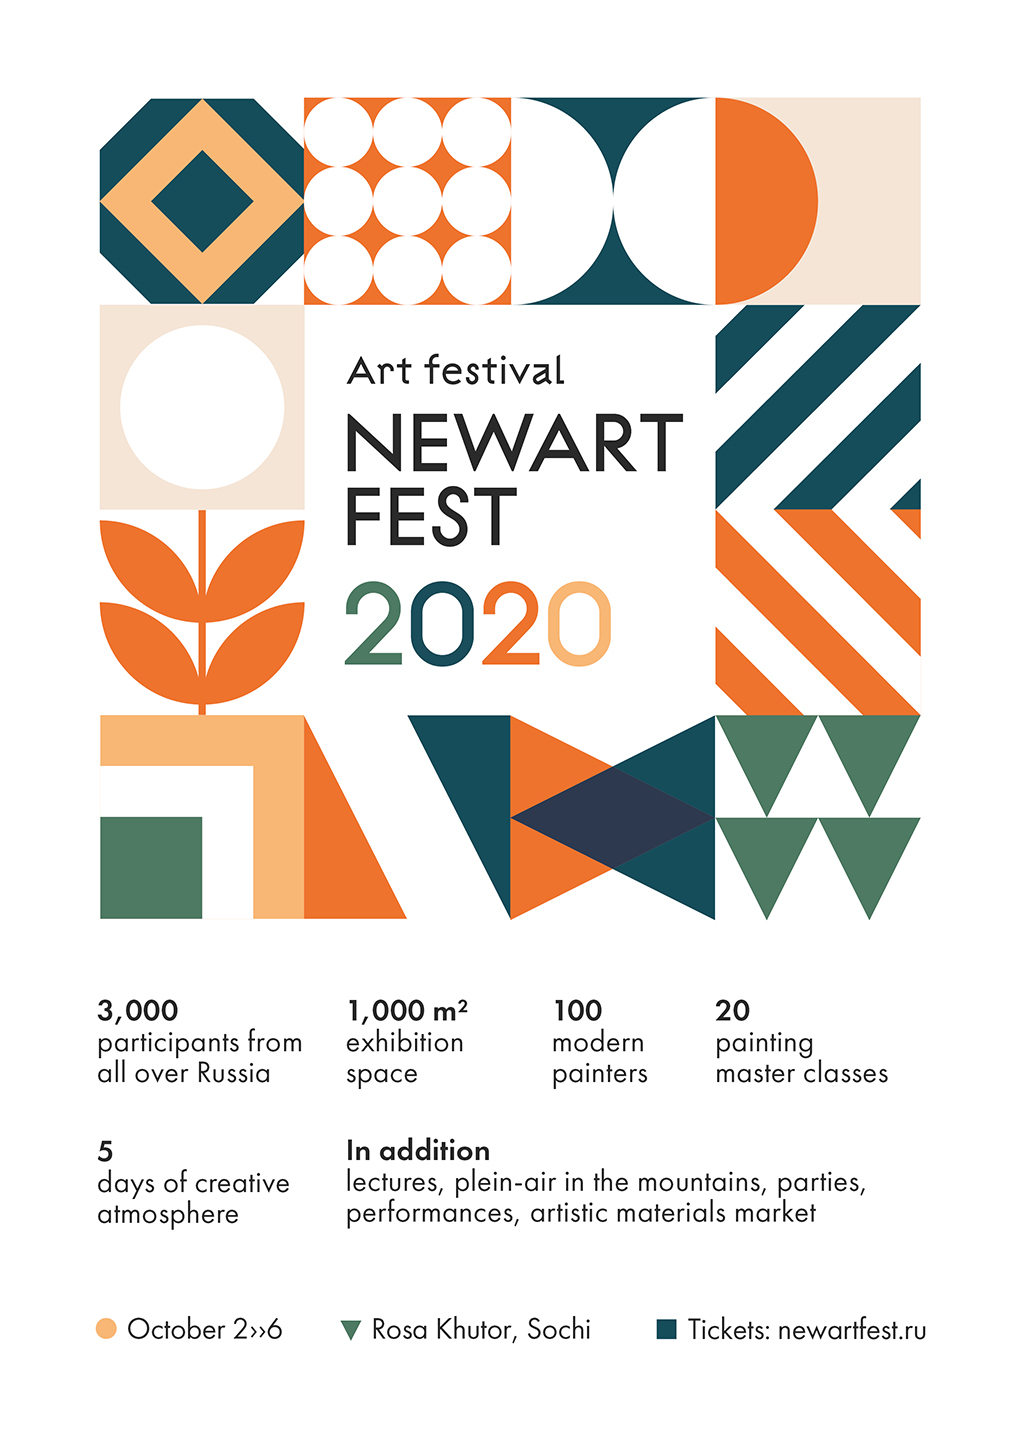 Art festival
NEWART
FEST
2020
3,000
participants from
all over Russia
1,000 m²
exhibition
space
100
modern
painters
20
painting
master classes
5
days of creative
atmosphere
In addition
lectures, plein-air in the mountains, parties,
performances, artistic materials market
October 2››6
Rosa Khutor, Sochi
Tickets: newartfest.ru